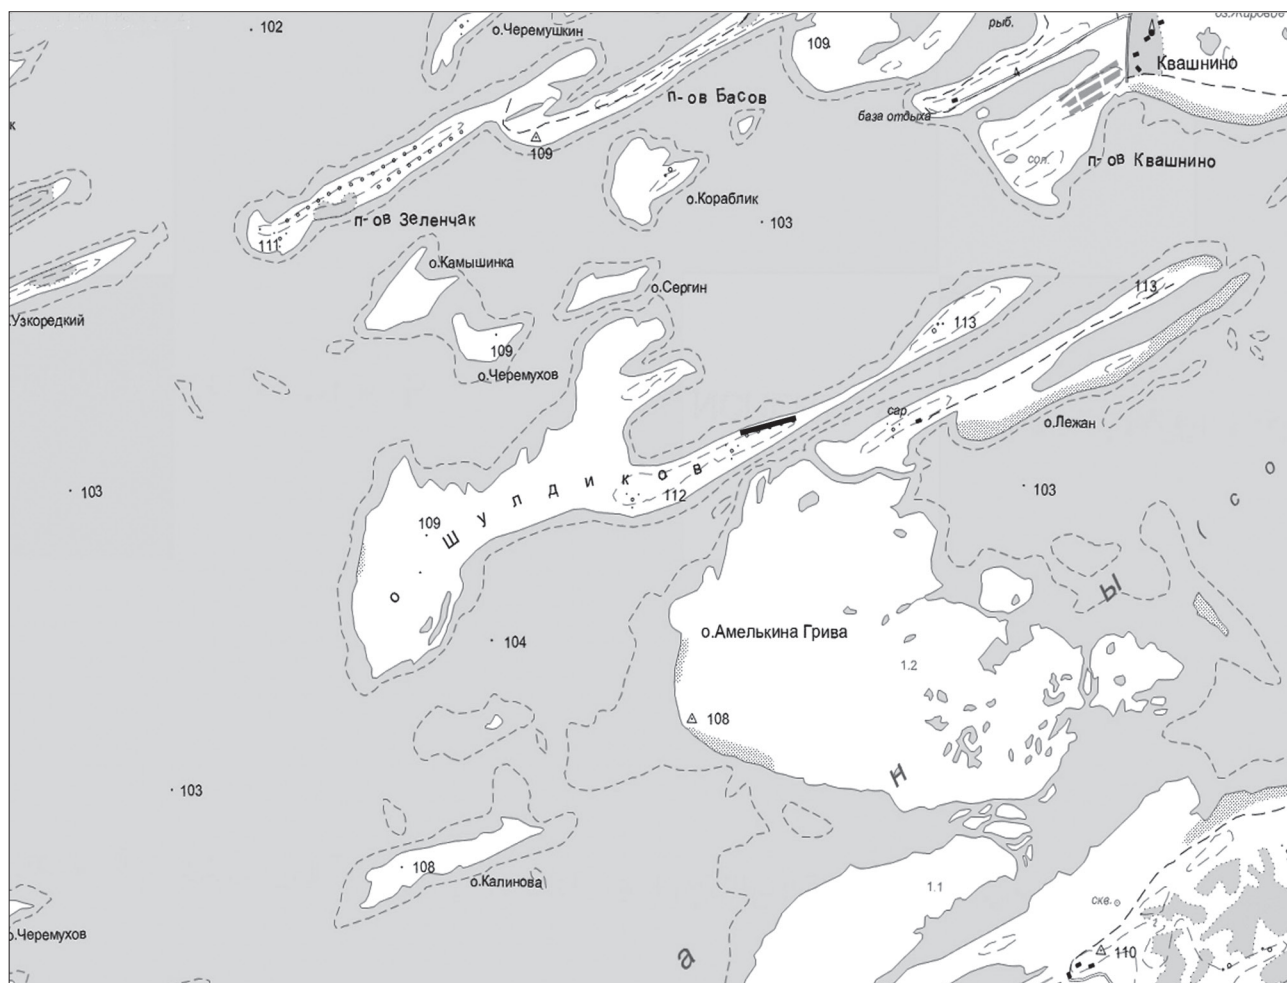 102
о.Черемушкин
109
рыб.
Квашнино
п-ов Басов
база отдыха
к
109
сол.
п-ов Квашнино
о.Кораблик
103
п-ов Зеленчак
111
о.Камышинка
о.Сергин
113
113
.Узкоредкий
109
о.Черемухов
сар.
о.Лежан
о Шулдиков
112
103
103
109
с о
ы
104
о.Амелькина Грива
1.2
108
н
103
108
о.Калинова
1.1
скв.
о.Черемухов
110
а